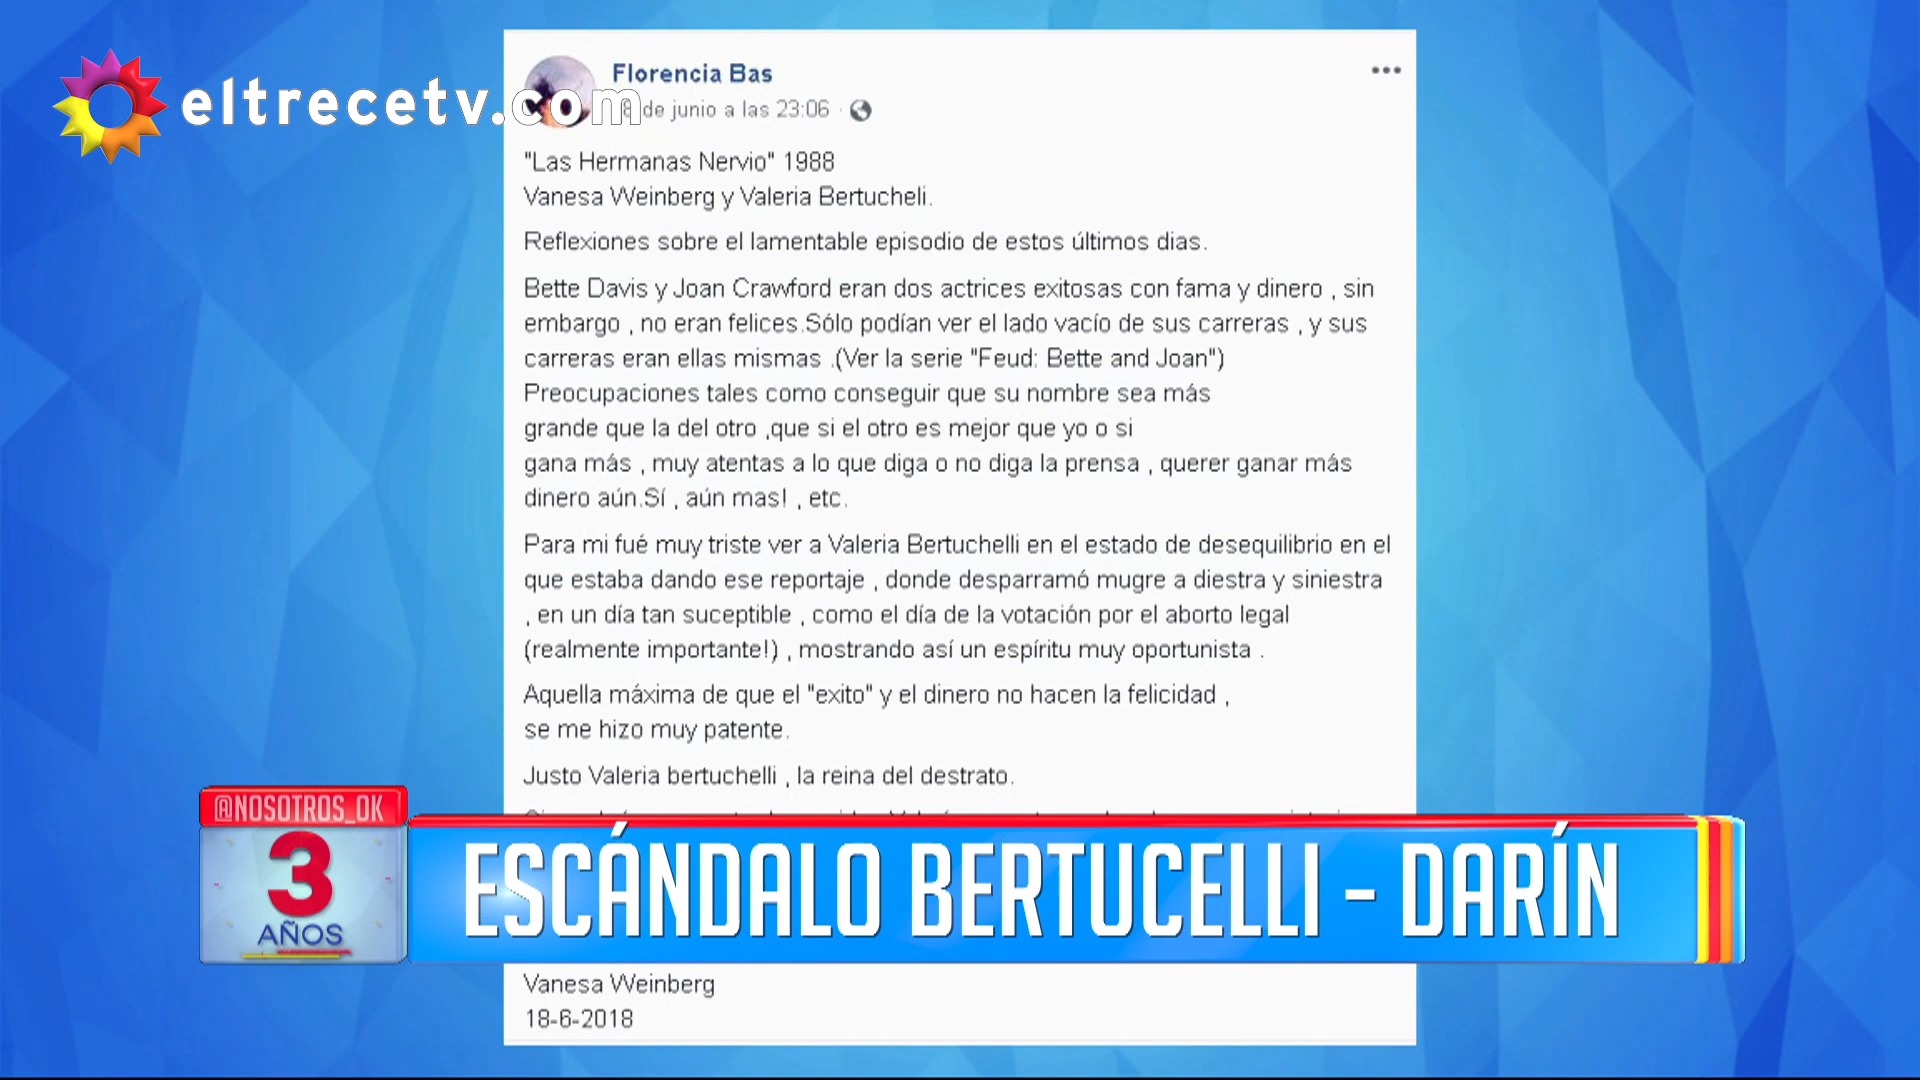 eltrecetv.com
Florencia Bas
8 de junio a las 23:06 ·
"Las Hermanas Nervio" 1988
Vanesa Weinberg y Valeria Bertucheli.
Reflexiones sobre el lamentable episodio de estos últimos dias.
Bette Davis y Joan Crawford eran dos actrices exitosas con fama y dinero , sin
embargo , no eran felices.Sólo podían ver el lado vacío de sus carreras , y sus
carreras eran ellas mismas .(Ver la serie "Feud: Bette and Joan")
Preocupaciones tales como conseguir que su nombre sea más
grande que la del otro ,que si el otro es mejor que yo o si
gana más , muy atentas a lo que diga o no diga la prensa , querer ganar más
dinero aún.Sí , aún mas! , etc.
Para mi fué muy triste ver a Valeria Bertuchelli en el estado de desequilibrio en el
que estaba dando ese reportaje , donde desparramó mugre a diestra y siniestra
, en un día tan suceptible , como el día de la votación por el aborto legal
(realmente importante!) , mostrando así un espíritu muy oportunista .
Aquella máxima de que el "exito" y el dinero no hacen la felicidad ,
se me hizo muy patente.
Justo Valeria bertuchelli , la reina del destrato.
@NOSOTROS_OK
3
AÑOS
ESCÁNDALO BERTUCELLI - DARÍN
Vanesa Weinberg
18-6-2018